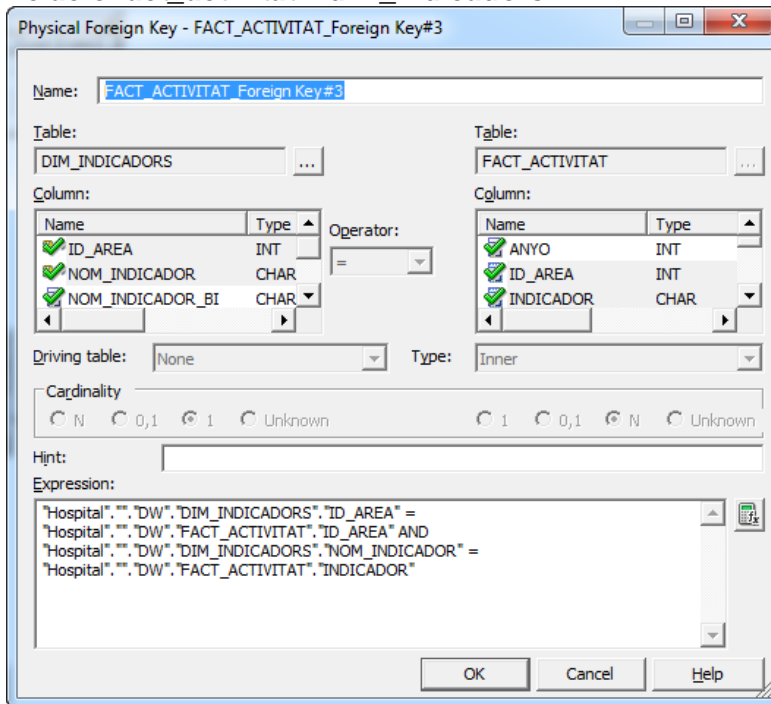 Physical Foreign Key - FACT_ACTIVITAT_Foreign Key#3
Name: FACT_ACTIVITAT_Foreign Key#3
Table: Table:
DIM_INDICADORS ... FACT_ACTIVITAT ...
Column: Column:
Name Type Operator: Name Type
ID_AREA INT = ANYO INT
NOM_INDICADOR CHAR ID_AREA INT
NOM_INDICADOR_BI CHAR INDICADOR CHAR
Driving table: None Type: Inner
Cardinality
N 0,1 1 Unknown 1 0,1 N Unknown
Hint:
Expression:
"Hospital".""."DW"."DIM_INDICADORS"."ID_AREA" =
"Hospital".""."DW"."FACT_ACTIVITAT"."ID_AREA" AND
"Hospital".""."DW"."DIM_INDICADORS"."NOM_INDICADOR" =
"Hospital".""."DW"."FACT_ACTIVITAT"."INDICADOR"
OK Cancel Help